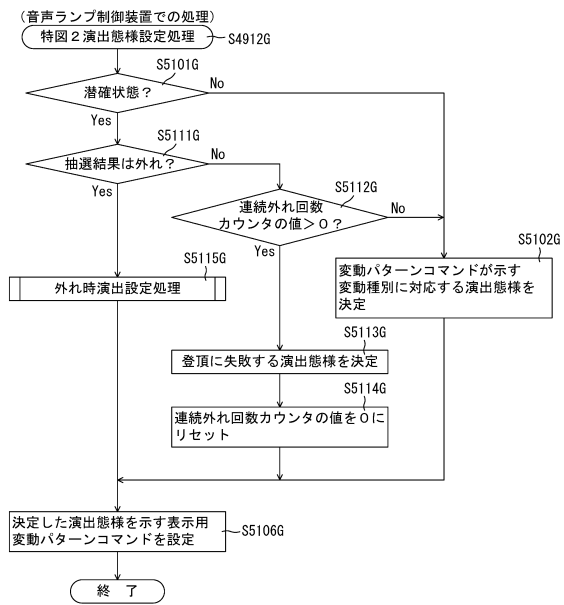 (音声ランプ制御装置での処理)
特図2演出態様設定処理
S4912G
S5101G
潜確状態?
No
Yes
S5111G
抽選結果は外れ?
No
Yes
S5112G
連続外れ回数
カウンタの値>0?
No
Yes
S5102G
変動パターンコマンドが示す
変動種別に対応する演出態様を
決定
S5115G
外れ時演出設定処理
S5113G
登頂に失敗する演出態様を決定
S5114G
連続外れ回数カウンタの値を0に
リセット
決定した演出態様を示す表示用
変動パターンコマンドを設定
S5106G
終 了